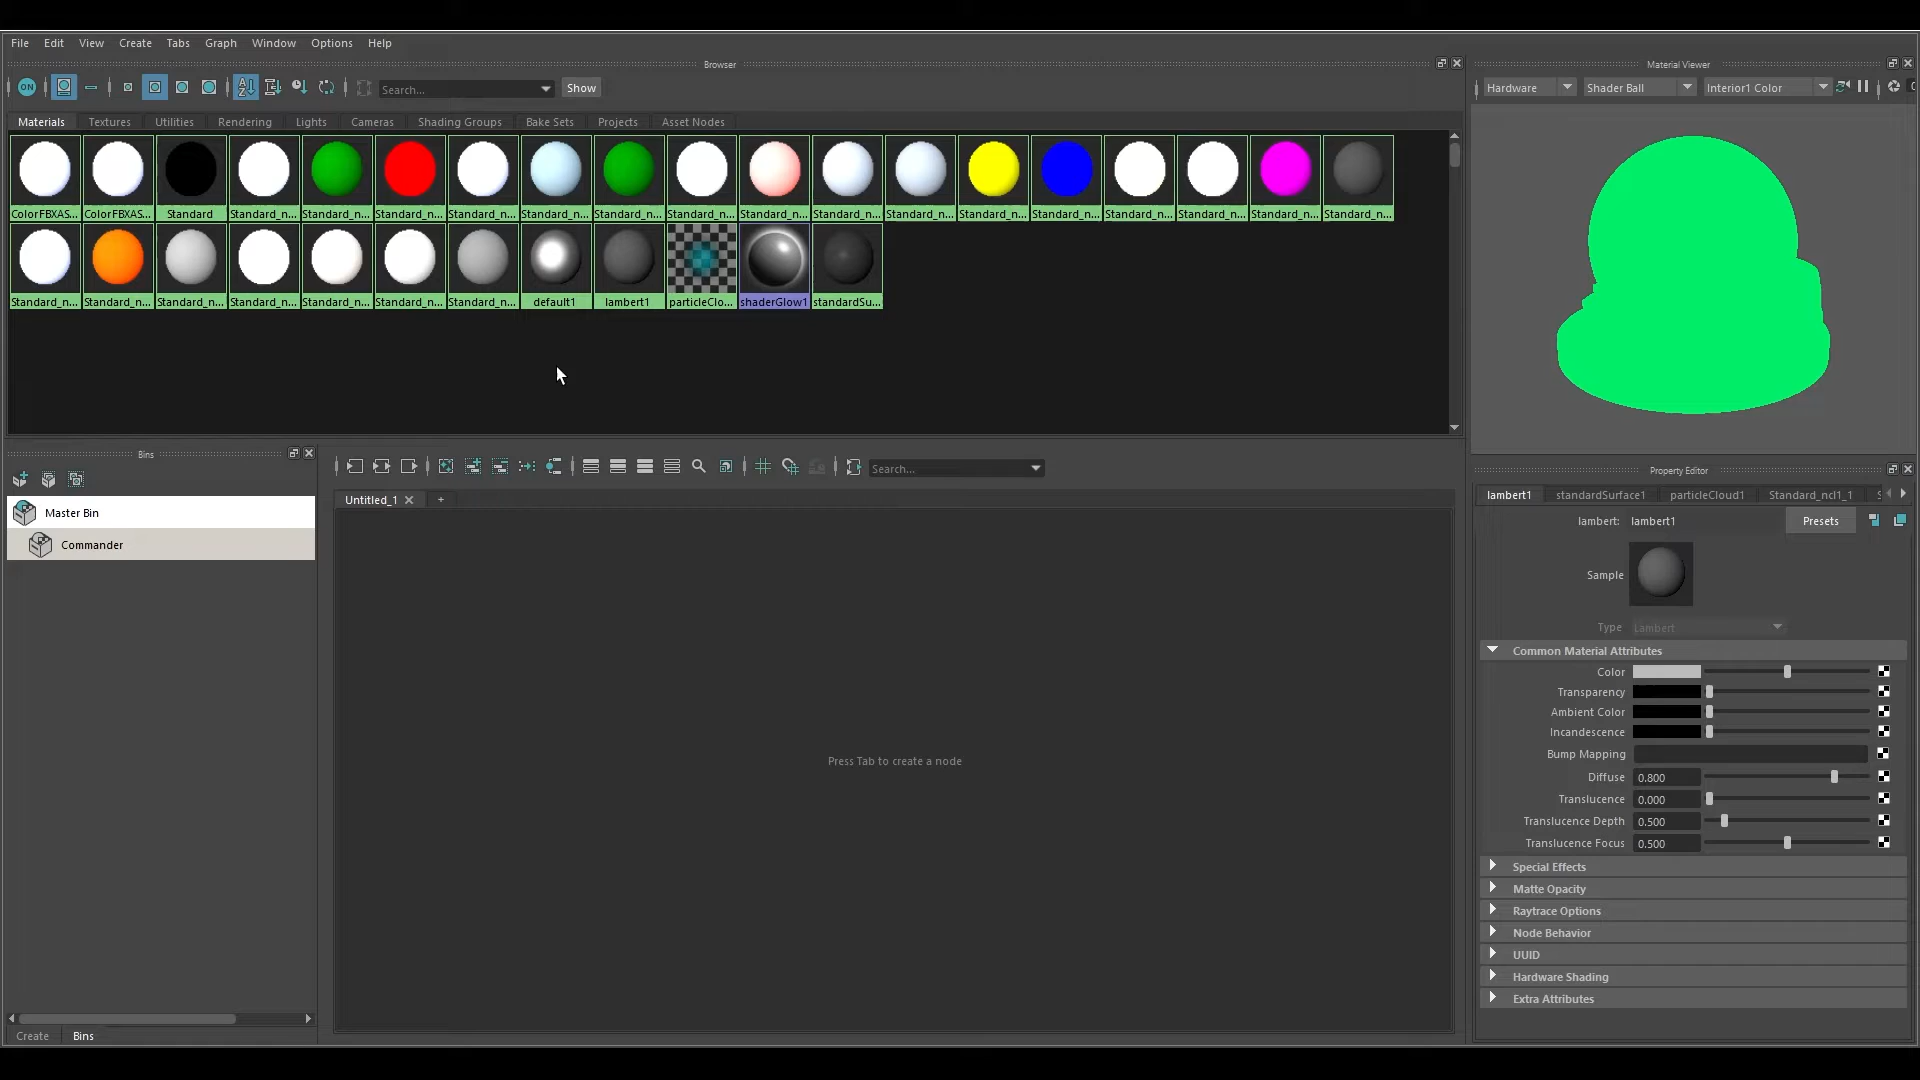 File Edit View Create Tabs Graph Window Options Help
Browser
Material Viewer
ON Search... Show
Hardware Shader Ball Interior1 Color
Materials Textures Utilities Rendering Lights Cameras Shading Groups Bake Sets Projects Asset Nodes
ColorFBXAS... ColorFBXAS... Standard Standard_n... Standard_n... Standard_n... Standard_n... Standard_n... Standard_n... Standard_n... Standard_n... Standard_n... Standard_n... Standard_n... Standard_n... Standard_n... Standard_n... Standard_n... Standard_n...
Standard_n... Standard_n... Standard_n... Standard_n... Standard_n... Standard_n... Standard_n... default1 lambert1 particleClo... shaderGlow1 standardSu...
Bins
Search...
Untitled_1 +
Master Bin
Commander
Press Tab to create a node
Create Bins
Property Editor
lambert1 standardSurface1 particleCloud1 Standard_ncl1_1
lambert: lambert1 Presets
Sample
Type Lambert
Common Material Attributes
Color
Transparency
Ambient Color
Incandescence
Bump Mapping
Diffuse 0.800
Translucence 0.000
Translucence Depth 0.500
Translucence Focus 0.500
Special Effects
Matte Opacity
Raytrace Options
Node Behavior
UUID
Hardware Shading
Extra Attributes